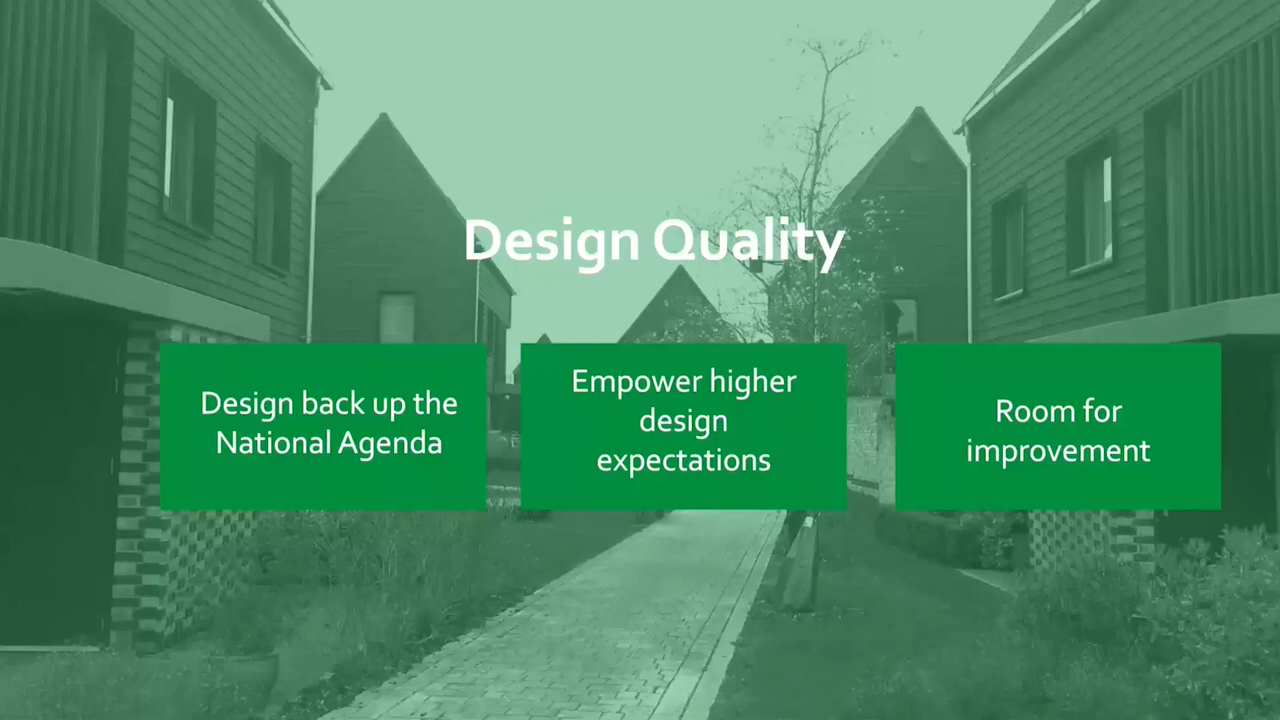 Design Quality
Design back up the
National Agenda
Empower higher
design
expectations
Room for
improvement